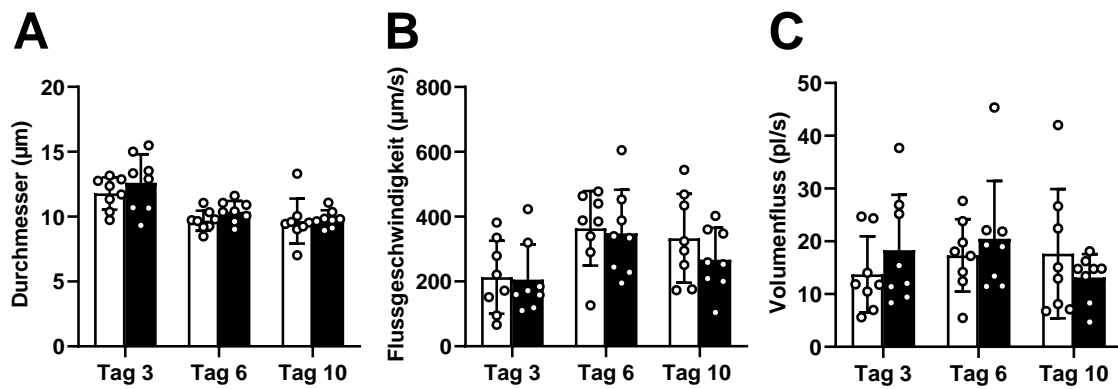 A
Durchmesser (µm)
20
15
10
5
0
Tag 3 Tag 6 Tag 10
B
Flussgeschwindigkeit (µm/s)
800
600
400
200
0
Tag 3 Tag 6 Tag 10
C
Volumenfluss (pl/s)
50
40
30
20
10
0
Tag 3 Tag 6 Tag 10